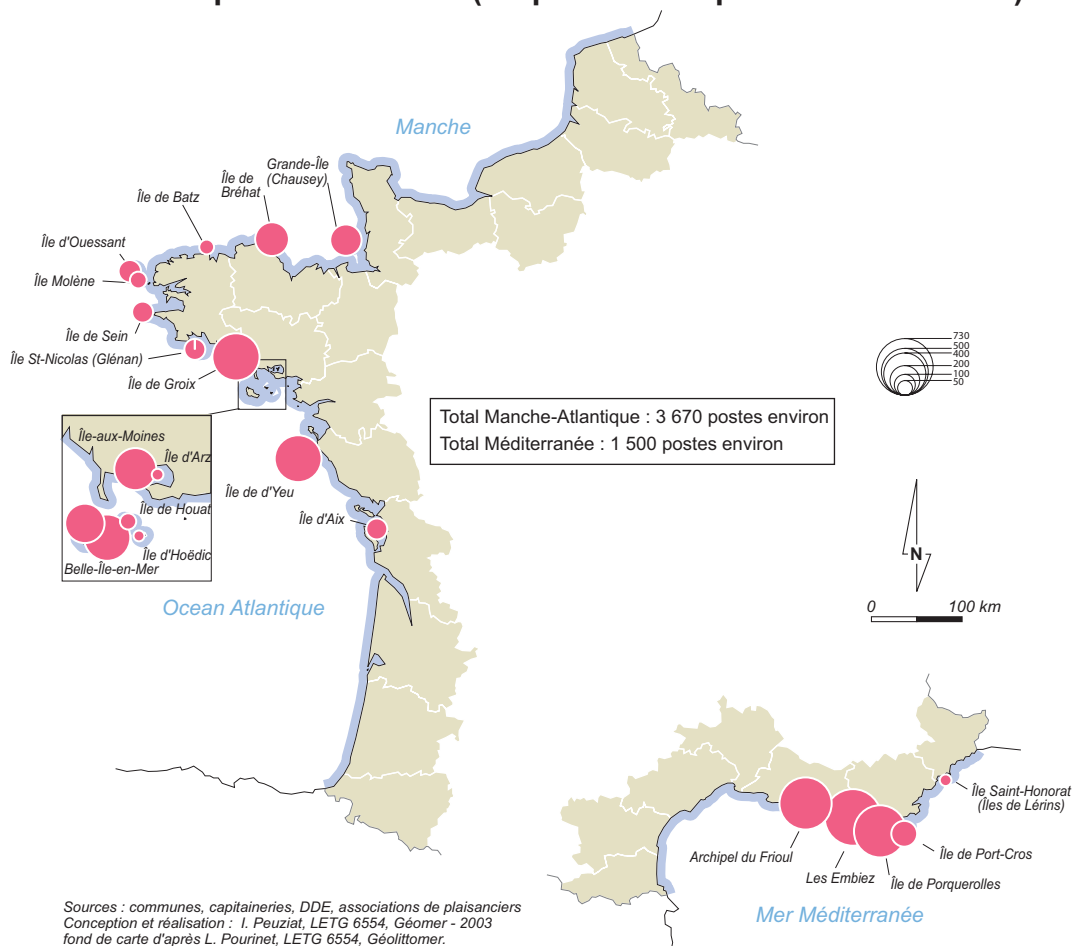 Manche
Grande-Île
(Chausey)
Île de
Bréhat
Île de Batz
Île d'Ouessant
Île Molène
Île de Sein
Île St-Nicolas (Glénan)
Île de Groix
730
500
400
200
100
50
Total Manche-Atlantique : 3 670 postes environ
Total Méditerranée : 1 500 postes environ
Île-aux-Moines
Île d'Arz
Île de Houat
Île d'Hoëdic
Belle-Île-en-Mer
Île de d'Yeu
Île d'Aix
Ocean Atlantique
N
0 100 km
Île Saint-Honorat
(Îles de Lérins)
Île de Port-Cros
Archipel du Frioul
Les Embiez
Île de Porquerolles
Mer Méditerranée
Sources : communes, capitaineries, DDE, associations de plaisanciers
Conception et réalisation : I. Peuziat, LETG 6554, Géomer - 2003
fond de carte d'après L. Pourinet, LETG 6554, Géolittomer.